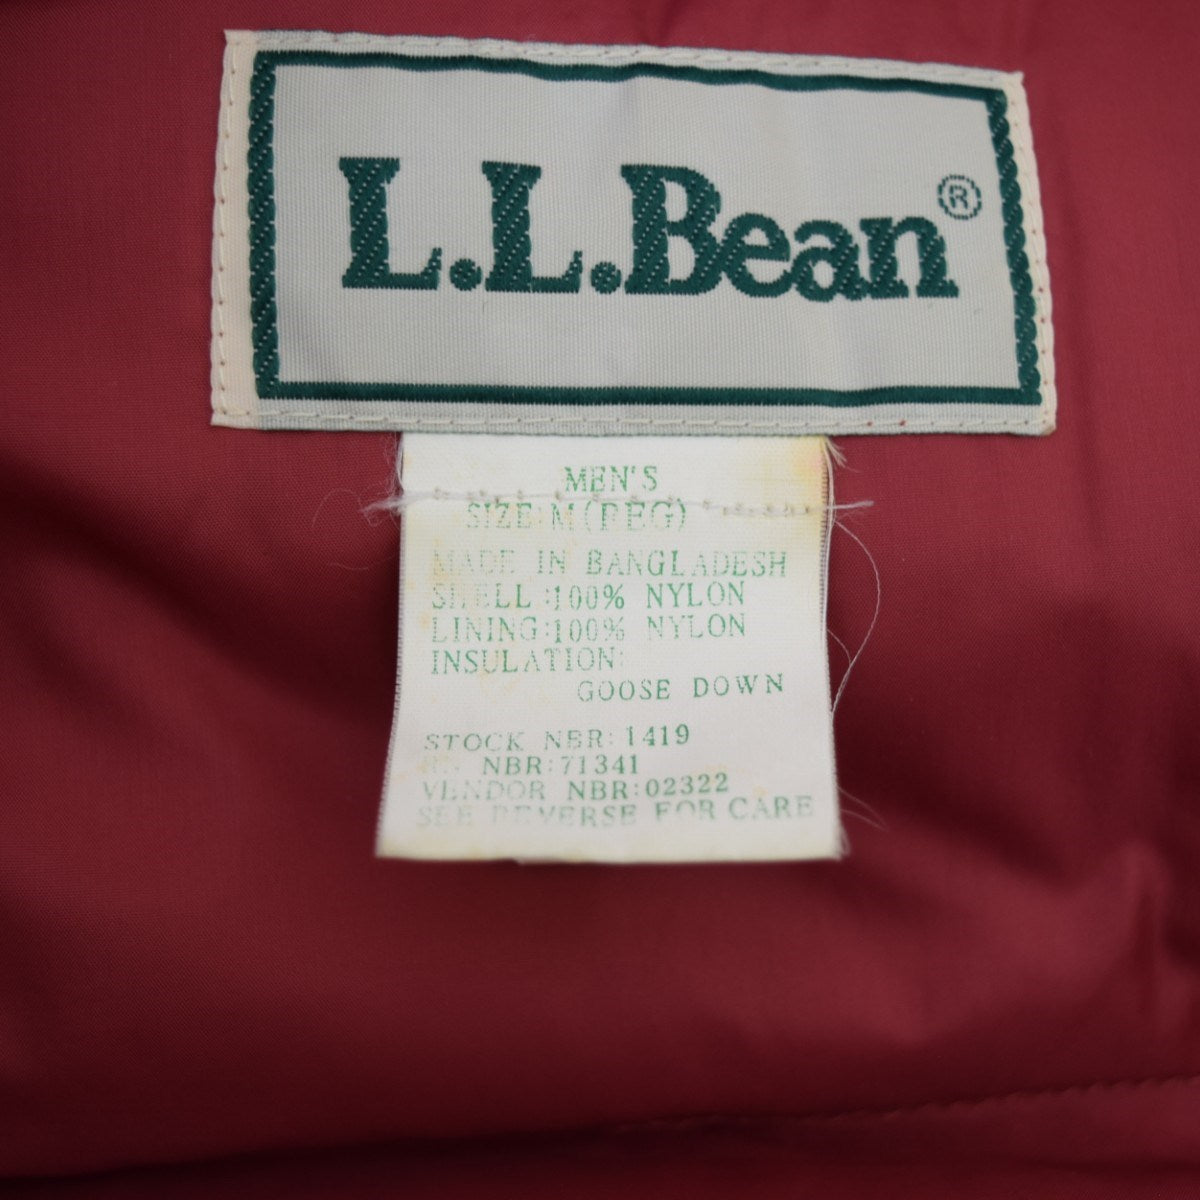 L.L.Bean®
MEN'S
SIZE:M(REG)
MADE IN BANGLADESH
SHELL:100% NYLON
LINING:100% NYLON
INSULATION:
GOOSE DOWN
STOCK NBR:1419
RN NBR:71341
VENDOR NBR:02322
SEE REVERSE FOR CARE